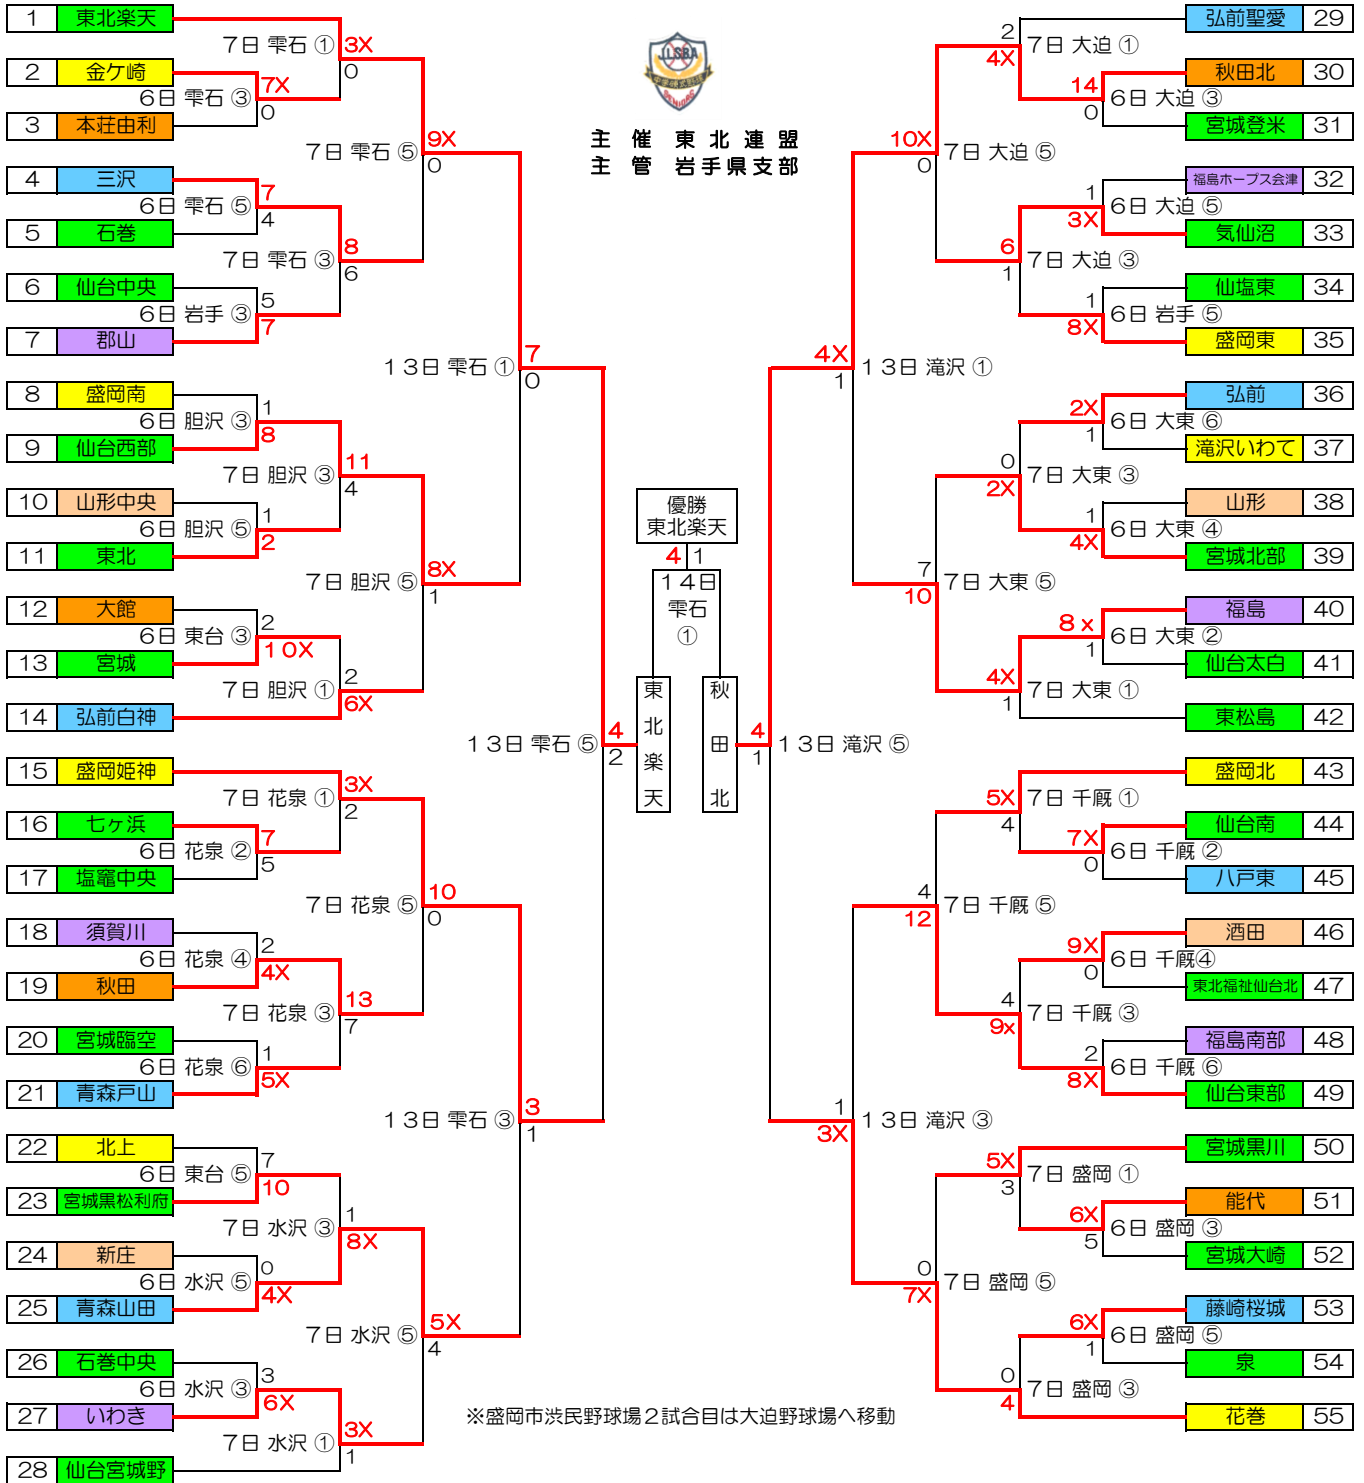 1 東北楽天
7日 雫石 ① 3X
0
2 金ケ崎
6日 雫石 ③ 7X
0
3 本荘由利
7日 雫石 ⑤ 9X
0
4 三沢
6日 雫石 ⑤ 7
4
5 石巻
7日 雫石 ③ 8
6
6 仙台中央
6日 岩手 ③ 5
7
7 郡山
13日 雫石 ① 7
0
8 盛岡南
6日 胆沢 ③ 1
8
9 仙台西部
7日 胆沢 ③ 11
4
10 山形中央
6日 胆沢 ⑤ 1
2
11 東北
7日 胆沢 ⑤ 8X
1
12 大館
6日 東台 ③ 2
10X
13 宮城
7日 胆沢 ① 2
6X
14 弘前白神
13日 雫石 ⑤ 4
2
15 盛岡姫神
7日 花泉 ① 3X
2
16 七ヶ浜
6日 花泉 ② 7
5
17 塩竈中央
7日 花泉 ⑤ 10
0
18 須賀川
6日 花泉 ④ 2
4X
19 秋田
7日 花泉 ③ 13
7
20 宮城臨空
6日 花泉 ⑥ 1
5X
21 青森戸山
13日 雫石 ③ 3
1
22 北上
6日 東台 ⑤ 7
10
23 宮城黒松利府
7日 水沢 ③ 1
8X
24 新庄
6日 水沢 ⑤ 0
4X
25 青森山田
7日 水沢 ⑤ 5X
4
26 石巻中央
6日 水沢 ③ 3
6X
27 いわき
7日 水沢 ① 3X
1
28 仙台宮城野
JLSBA
SENIORS
主 催 東 北 連 盟
主 管 岩手県支部
優勝
東北楽天
4 1
14日
雫石
①
東北楽天
秋田北
※盛岡市渋民野球場2試合目は大迫野球場へ移動
弘前聖愛 29
2 7日 大迫 ①
4X
秋田北 30
14 6日 大迫 ③
0
宮城登米 31
10X 7日 大迫 ⑤
0
福島ホープス会津 32
1 6日 大迫 ⑤
3X
気仙沼 33
6 7日 大迫 ③
1
仙塩東 34
1 6日 岩手 ⑤
8X
盛岡東 35
4X 13日 滝沢 ①
1
弘前 36
2X 6日 大東 ⑥
1
滝沢いわて 37
0 7日 大東 ③
2X
山形 38
1 6日 大東 ④
4X
宮城北部 39
7 7日 大東 ⑤
10
福島 40
8x 6日 大東 ②
1
仙台太白 41
4X 7日 大東 ①
1
東松島 42
4 13日 滝沢 ⑤
1
盛岡北 43
5X 7日 千厩 ①
4
仙台南 44
7X 6日 千厩 ②
0
八戸東 45
4 7日 千厩 ⑤
12
酒田 46
9X 6日 千厩④
0
東北福祉仙台北 47
4 7日 千厩 ③
9x
福島南部 48
2 6日 千厩 ⑥
8X
仙台東部 49
1 13日 滝沢 ③
3X
宮城黒川 50
5X 7日 盛岡 ①
3
能代 51
6X 6日 盛岡 ③
5
宮城大崎 52
0 7日 盛岡 ⑤
7X
藤崎桜城 53
6X 6日 盛岡 ⑤
1
泉 54
0 7日 盛岡 ③
4
花巻 55